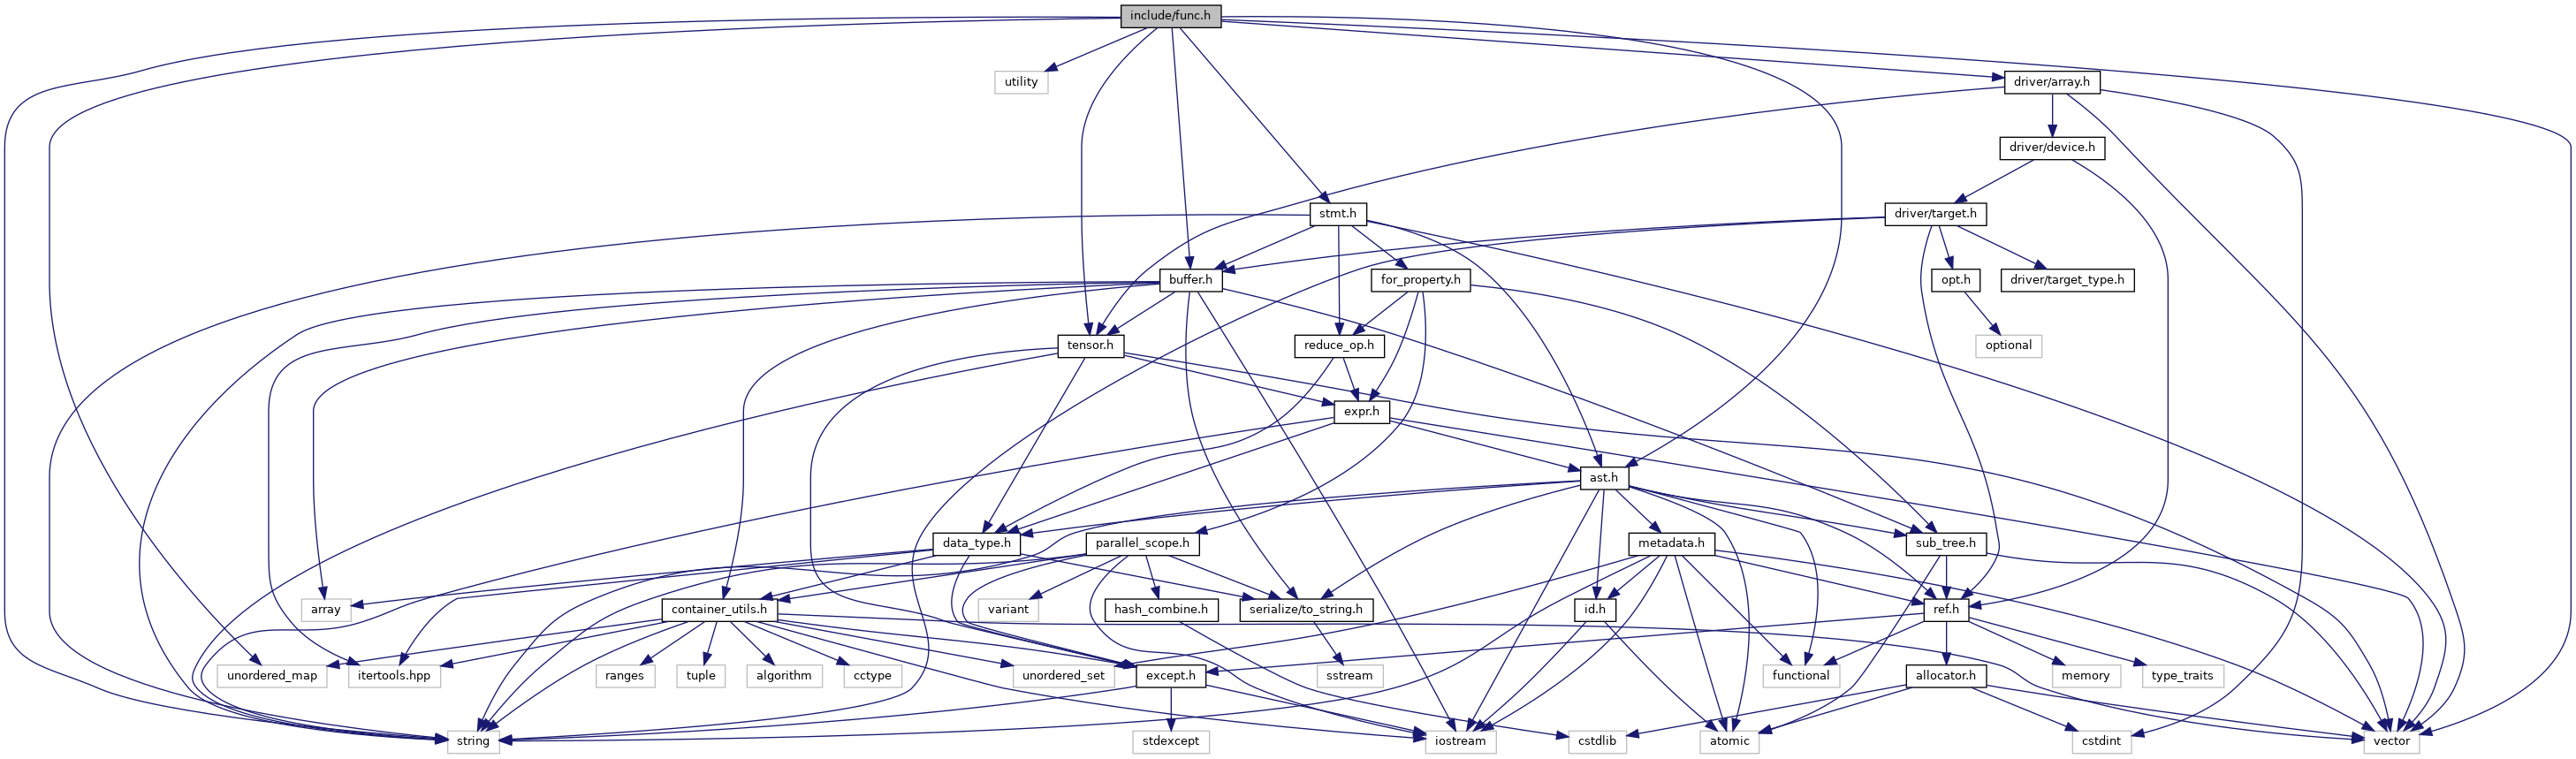 include/func.h
utility
driver/array.h
driver/device.h
stmt.h
driver/target.h
buffer.h
for_property.h
opt.h
driver/target_type.h
tensor.h
reduce_op.h
optional
expr.h
ast.h
data_type.h
parallel_scope.h
metadata.h
sub_tree.h
array
container_utils.h
variant
hash_combine.h
serialize/to_string.h
id.h
ref.h
unordered_map
itertools.hpp
ranges
tuple
algorithm
cctype
unordered_set
except.h
sstream
functional
allocator.h
memory
type_traits
string
stdexcept
iostream
cstdlib
atomic
cstdint
vector